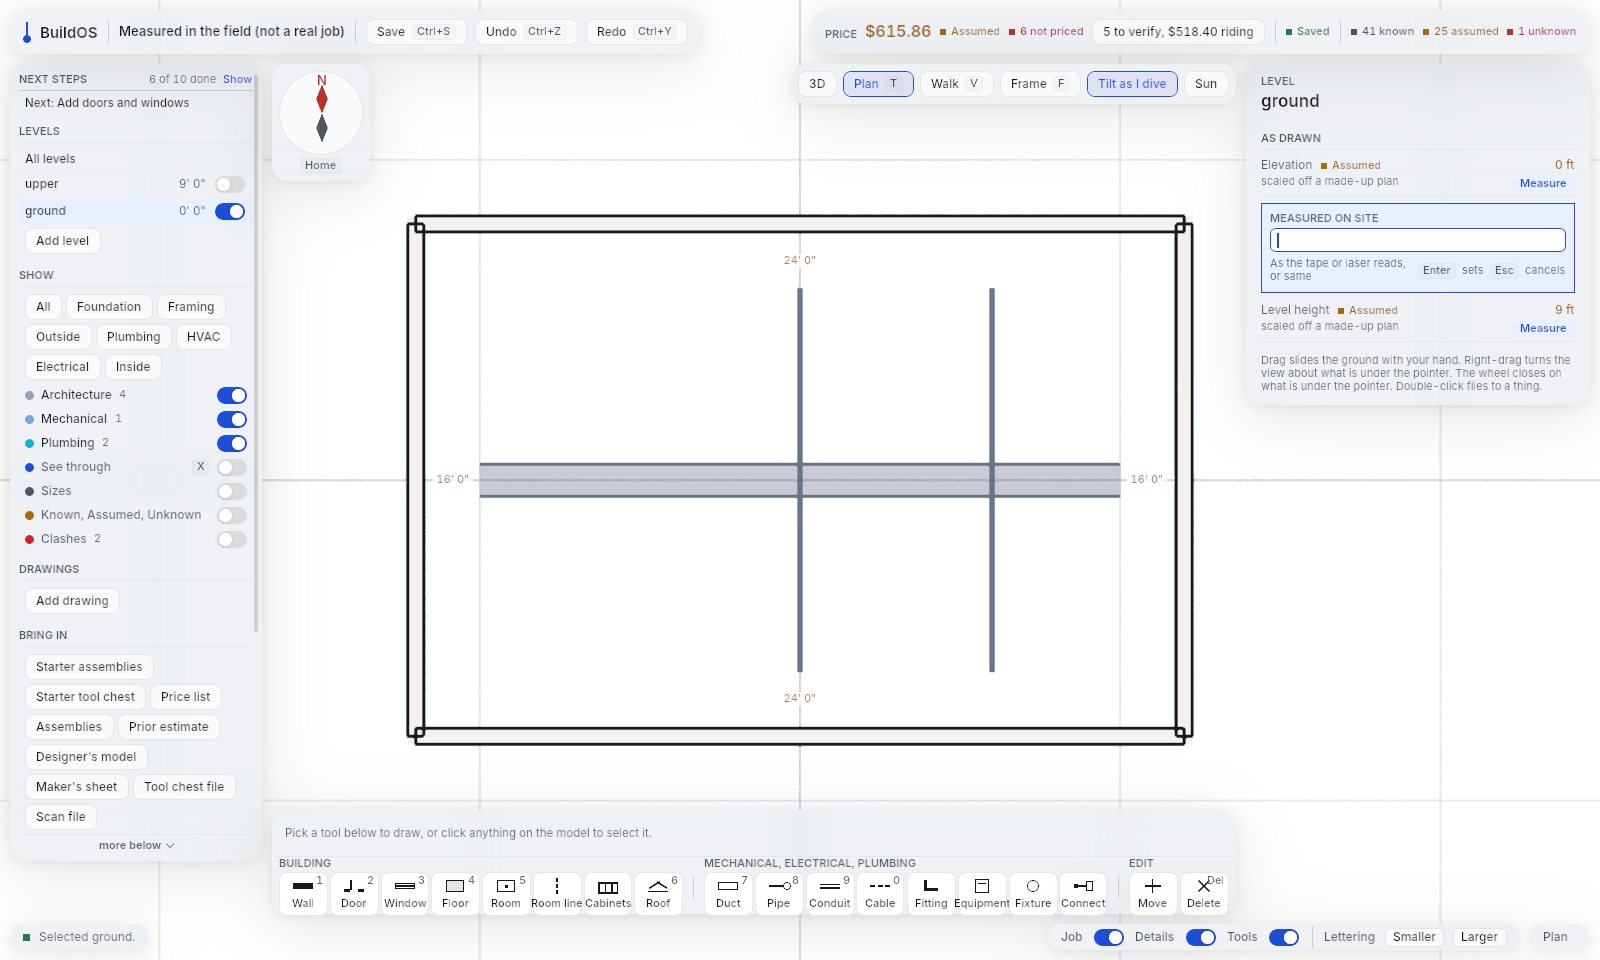 BuildOS
Measured in the field (not a real job)
Save Ctrl+S
Undo Ctrl+Z
Redo Ctrl+Y
PRICE $615.86 Assumed 6 not priced 5 to verify, $518.40 riding Saved 41 known 25 assumed 1 unknown
3D
Plan T
Walk V
Frame F
Tilt as I dive
Sun
NEXT STEPS 6 of 10 done Show
Next: Add doors and windows
LEVELS
All levels
upper 9' 0"
ground 0' 0"
Add level
SHOW
All Foundation Framing
Outside Plumbing HVAC
Electrical Inside
Architecture 4
Mechanical 1
Plumbing 2
See through X
Sizes
Known, Assumed, Unknown
Clashes 2
DRAWINGS
Add drawing
BRING IN
Starter assemblies
Starter tool chest Price list
Assemblies Prior estimate
Designer's model
Maker's sheet Tool chest file
Scan file
more below
N
Home
24' 0"
16' 0"
16' 0"
24' 0"
LEVEL
ground
AS DRAWN
Elevation Assumed 0 ft
scaled off a made-up plan Measure
MEASURED ON SITE
As the tape or laser reads,
or same
Enter sets Esc cancels
Level height Assumed 9 ft
scaled off a made-up plan Measure
Drag slides the ground with your hand. Right-drag turns the
view about what is under the pointer. The wheel closes on
what is under the pointer. Double-click flies to a thing.
Pick a tool below to draw, or click anything on the model to select it.
BUILDING
1 Wall
2 Door
3 Window
4 Floor
5 Room
Room line
Cabinets
6 Roof
MECHANICAL, ELECTRICAL, PLUMBING
7 Duct
8 Pipe
9 Conduit
0 Cable
Fitting
Equipment
Fixture
Connect
EDIT
Move
Del Delete
Selected ground.
Job Details Tools Lettering Smaller Larger Plan